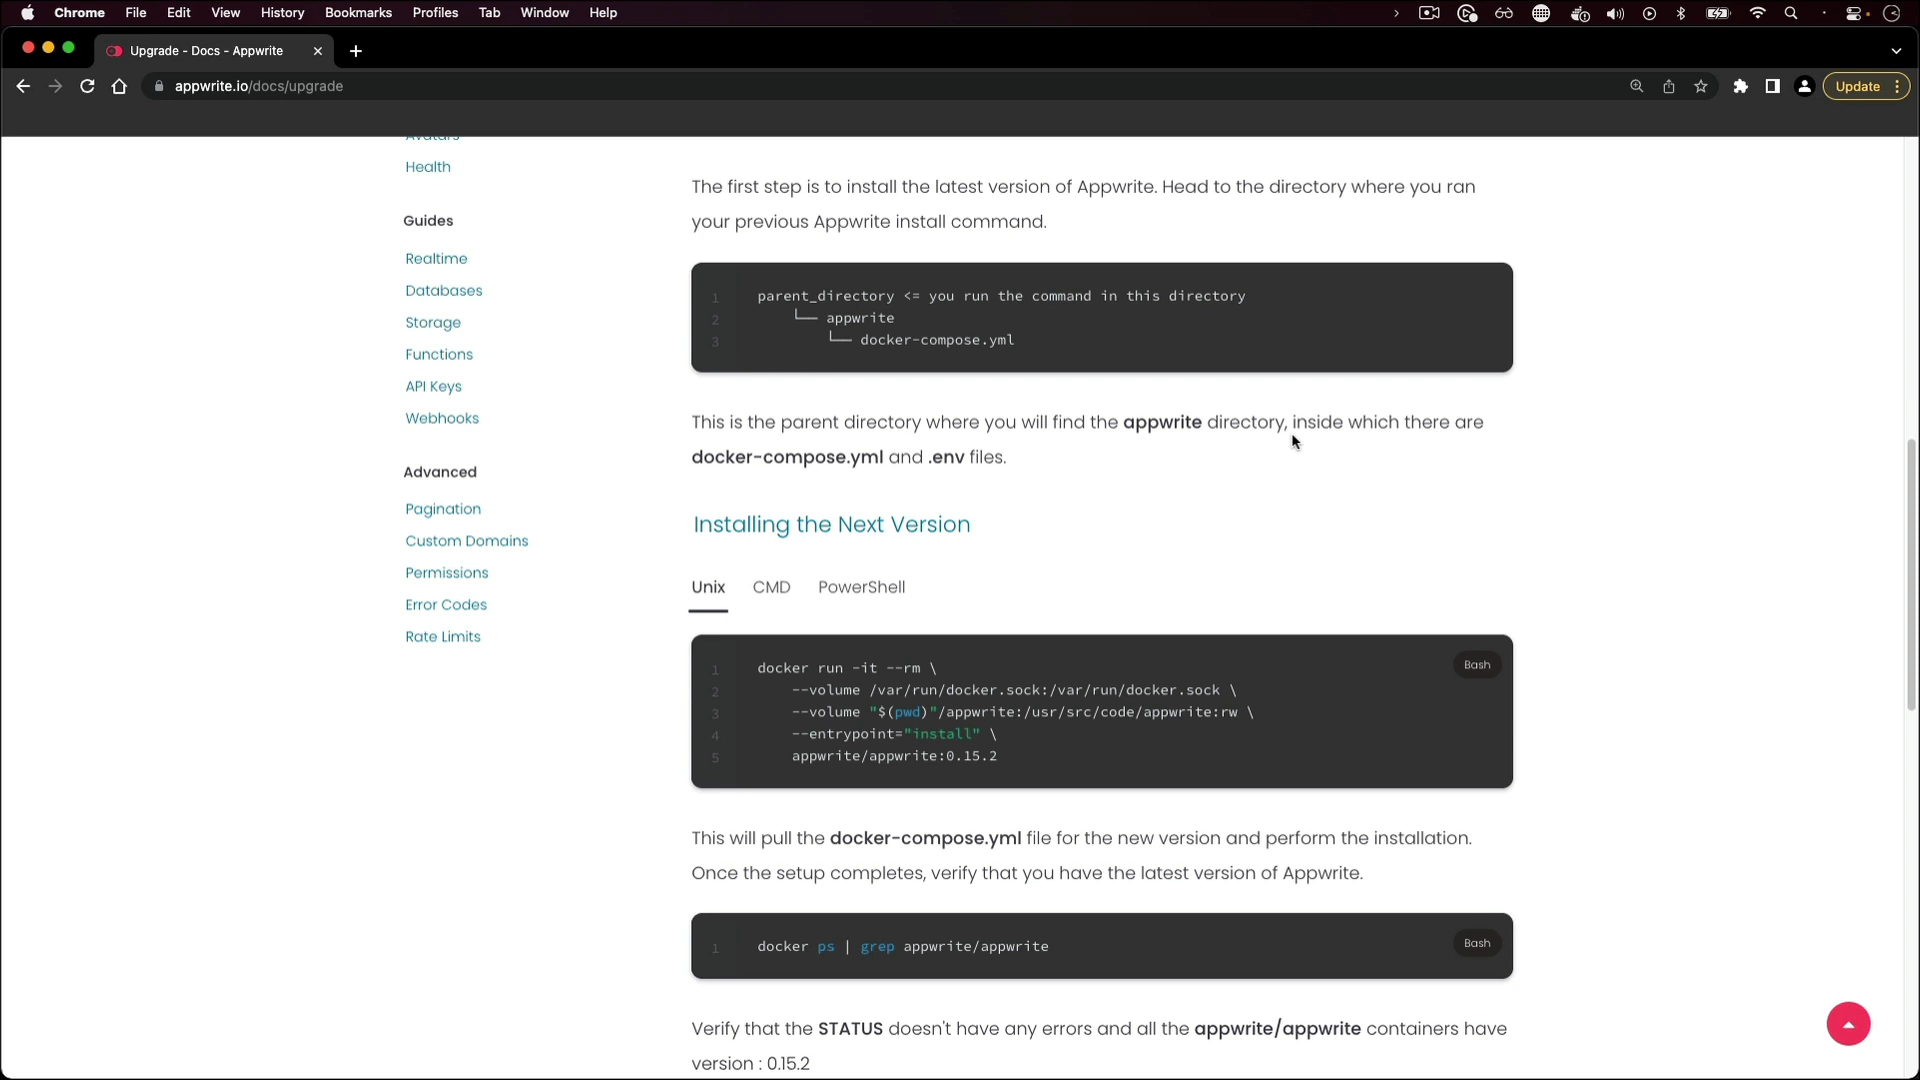 Chrome File Edit View History Bookmarks Profiles Tab Window Help
Upgrade - Docs - Appwrite
appwrite.io/docs/upgrade
Update
Avatars
Health
Guides
Realtime
Databases
Storage
Functions
API Keys
Webhooks
Advanced
Pagination
Custom Domains
Permissions
Error Codes
Rate Limits
The first step is to install the latest version of Appwrite. Head to the directory where you ran
your previous Appwrite install command.
1 parent_directory <= you run the command in this directory
2 └── appwrite
3 └── docker-compose.yml
This is the parent directory where you will find the appwrite directory, inside which there are
docker-compose.yml and .env files.
Installing the Next Version
Unix CMD PowerShell
Bash
1 docker run -it --rm \
2 --volume /var/run/docker.sock:/var/run/docker.sock \
3 --volume "$(pwd)"/appwrite:/usr/src/code/appwrite:rw \
4 --entrypoint="install" \
5 appwrite/appwrite:0.15.2
This will pull the docker-compose.yml file for the new version and perform the installation.
Once the setup completes, verify that you have the latest version of Appwrite.
1 docker ps | grep appwrite/appwrite
Bash
Verify that the STATUS doesn't have any errors and all the appwrite/appwrite containers have
version : 0.15.2